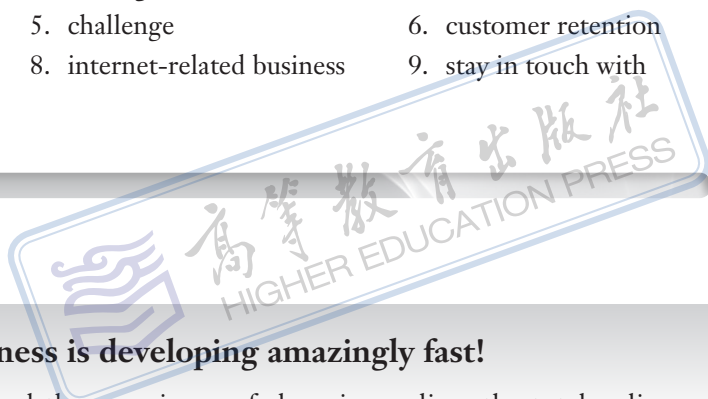 5. challenge 6. customer retention
8. internet-related business 9. stay in touch with
高等教育出版社
HIGHER EDUCATION PRESS
ness is developing amazingly fast!